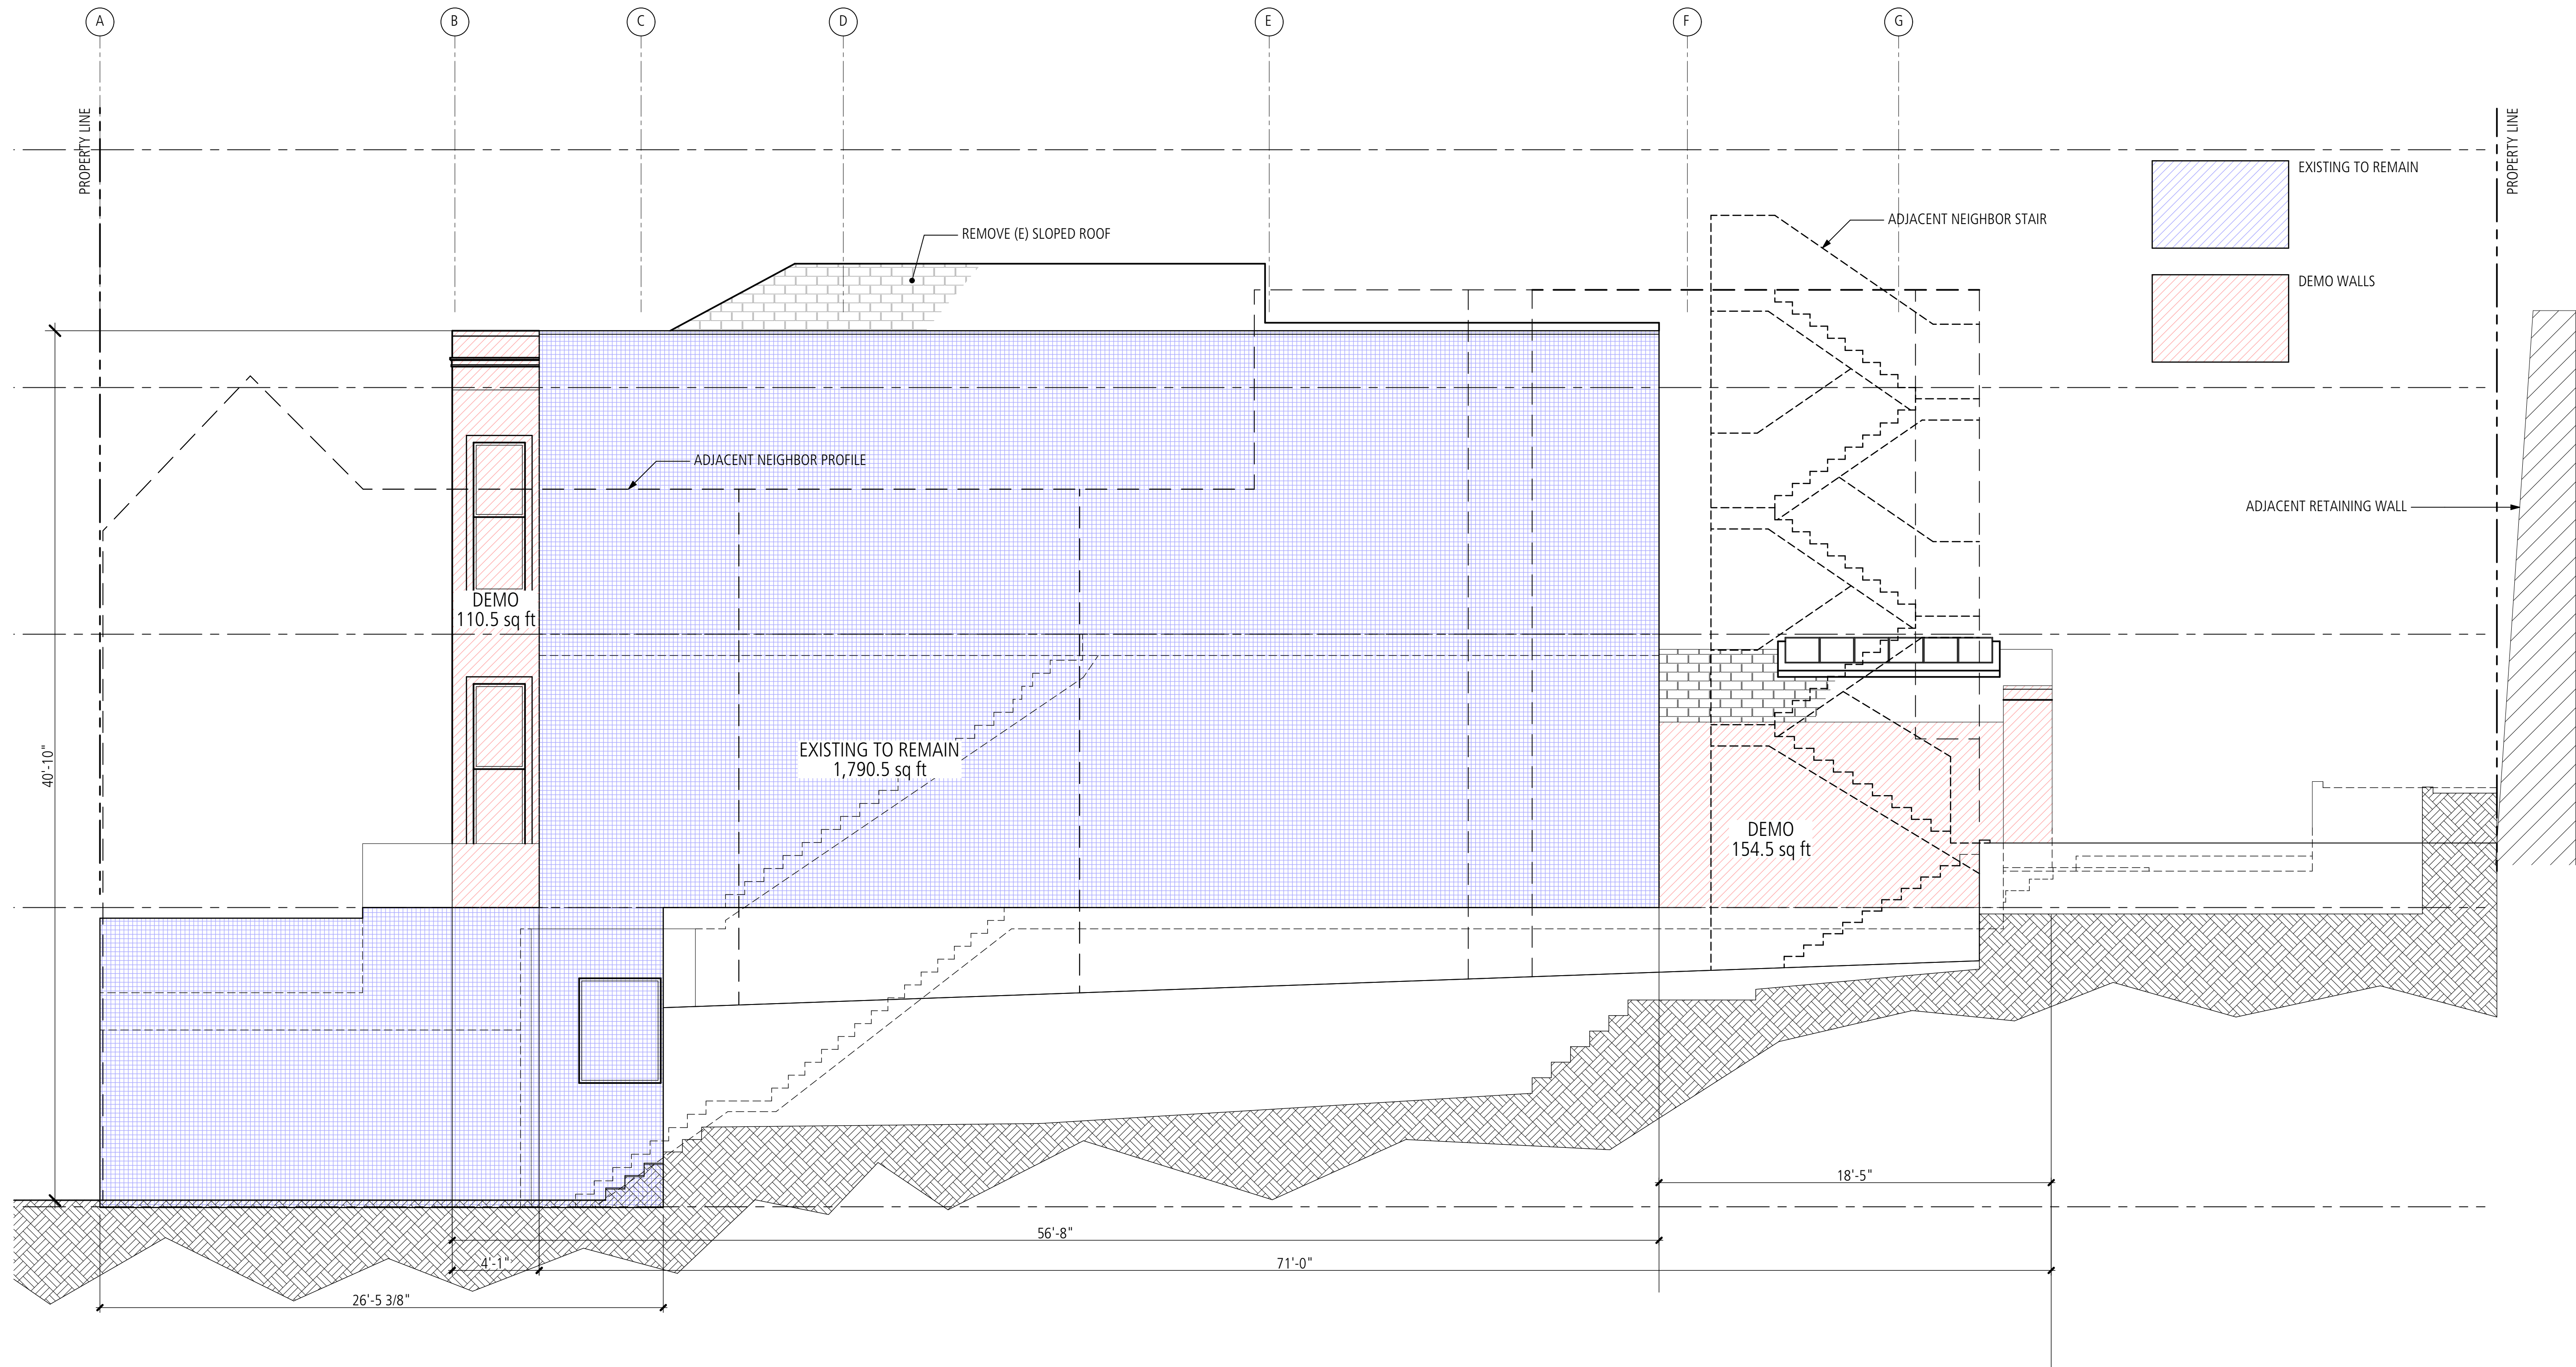 A
B
C
D
E
F
G
PROPERTY LINE
PROPERTY LINE
EXISTING TO REMAIN
ADJACENT NEIGHBOR STAIR
REMOVE (E) SLOPED ROOF
DEMO WALLS
ADJACENT NEIGHBOR PROFILE
ADJACENT RETAINING WALL
DEMO
110.5 sq ft
40'-10"
EXISTING TO REMAIN
1,790.5 sq ft
DEMO
154.5 sq ft
18'-5"
56'-8"
4'-1"
71'-0"
26'-5 3/8"